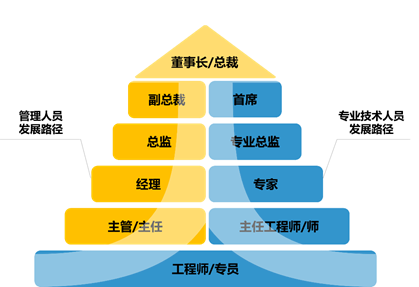 董事长/总裁
副总裁
首席
管理人员
发展路径
总监
专业总监
专业技术人员
发展路径
经理
专家
主管/主任
主任工程师/师
工程师/专员